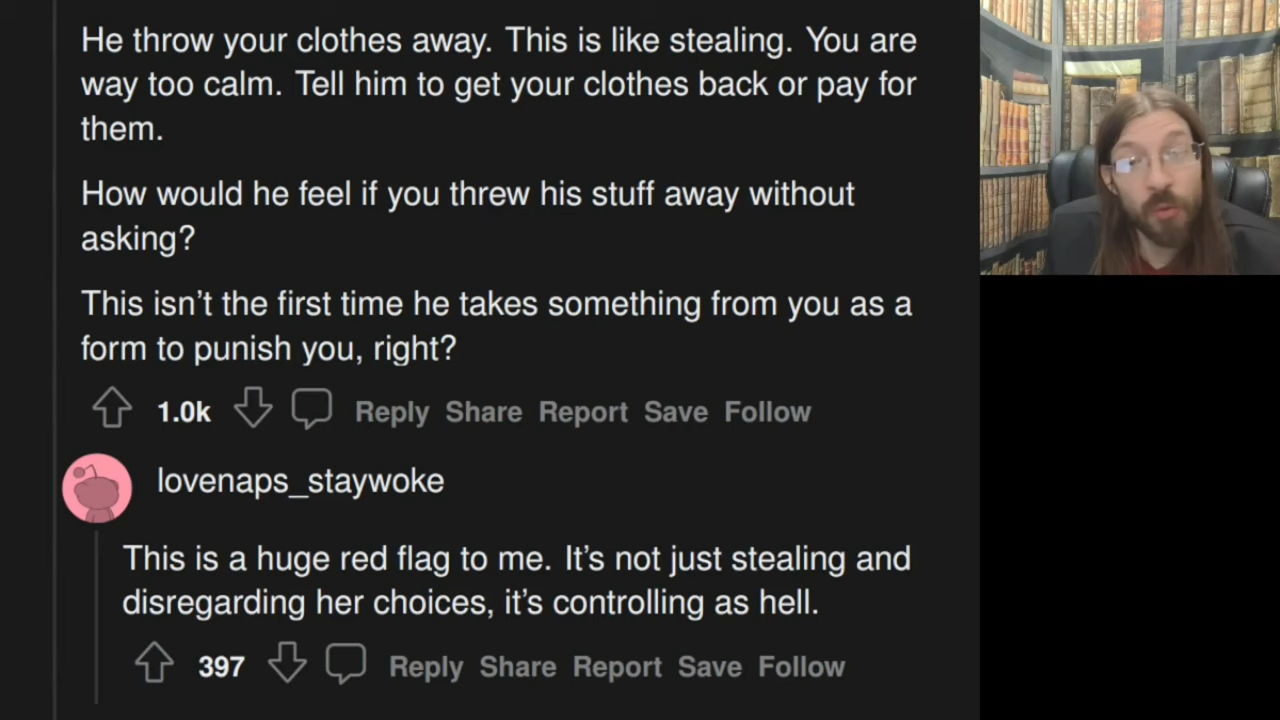 He throw your clothes away. This is like stealing. You are
way too calm. Tell him to get your clothes back or pay for
them.
How would he feel if you threw his stuff away without
asking?
This isn’t the first time he takes something from you as a
form to punish you, right?
1.0k Reply Share Report Save Follow
lovenaps_staywoke
This is a huge red flag to me. It’s not just stealing and
disregarding her choices, it’s controlling as hell.
397 Reply Share Report Save Follow